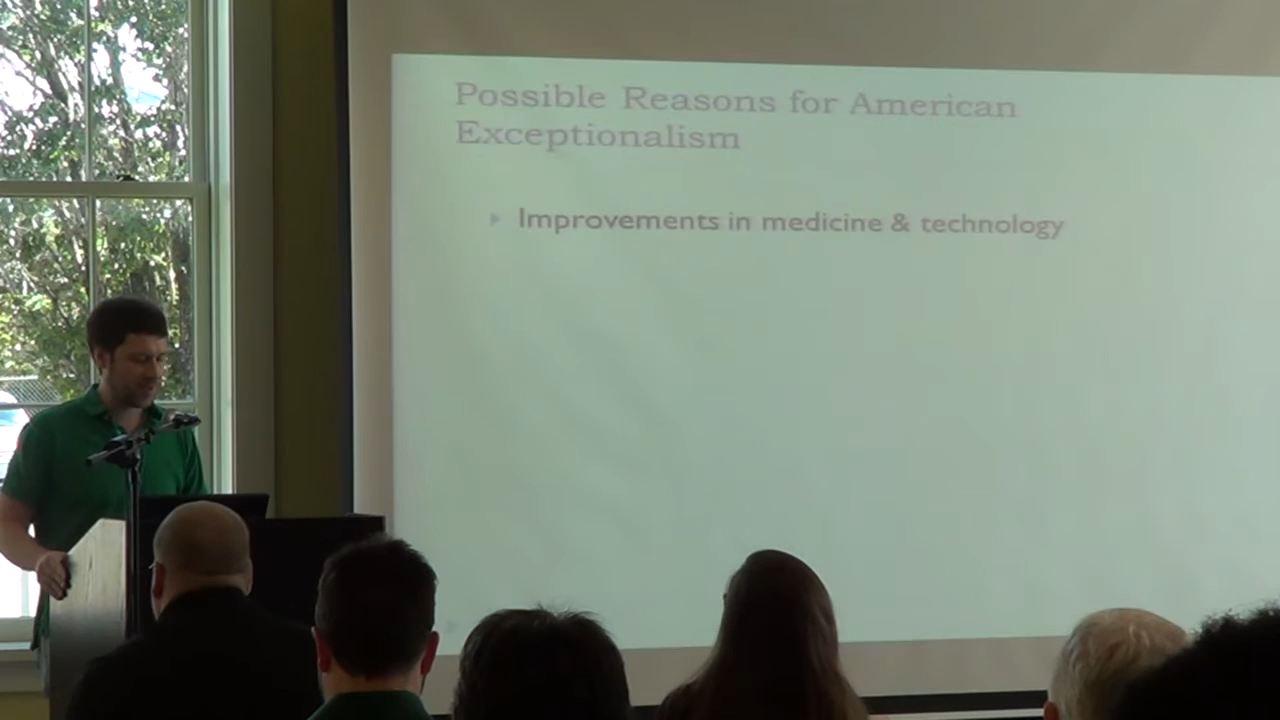 Possible Reasons for American
Exceptionalism
Improvements in medicine & technology